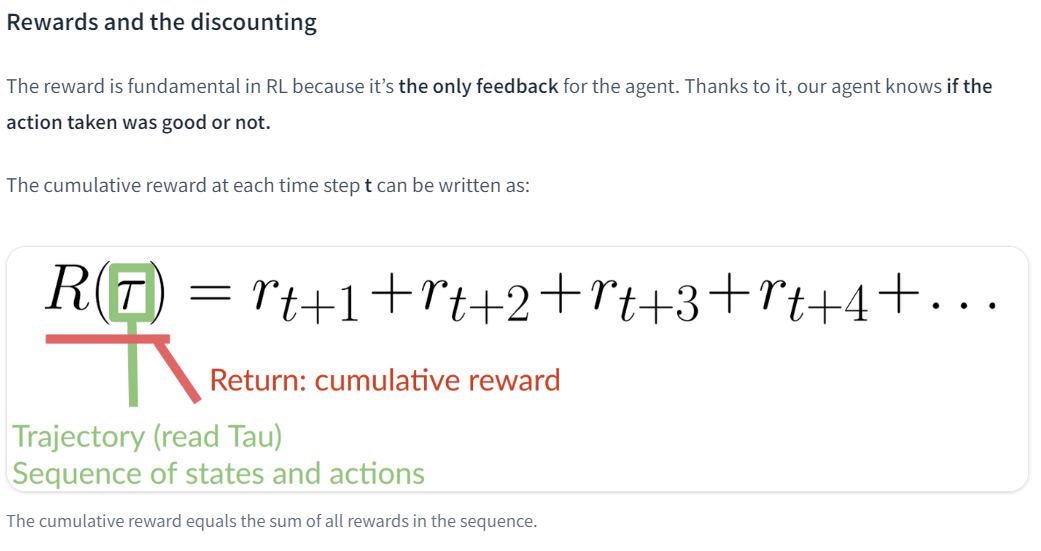 Rewards and the discounting
The reward is fundamental in RL because it’s the only feedback for the agent. Thanks to it, our agent knows if the
action taken was good or not.
The cumulative reward at each time step t can be written as:
R(τ) = r_{t+1} + r_{t+2} + r_{t+3} + r_{t+4} + ...
Return: cumulative reward
Trajectory (read Tau)
Sequence of states and actions
The cumulative reward equals the sum of all rewards in the sequence.